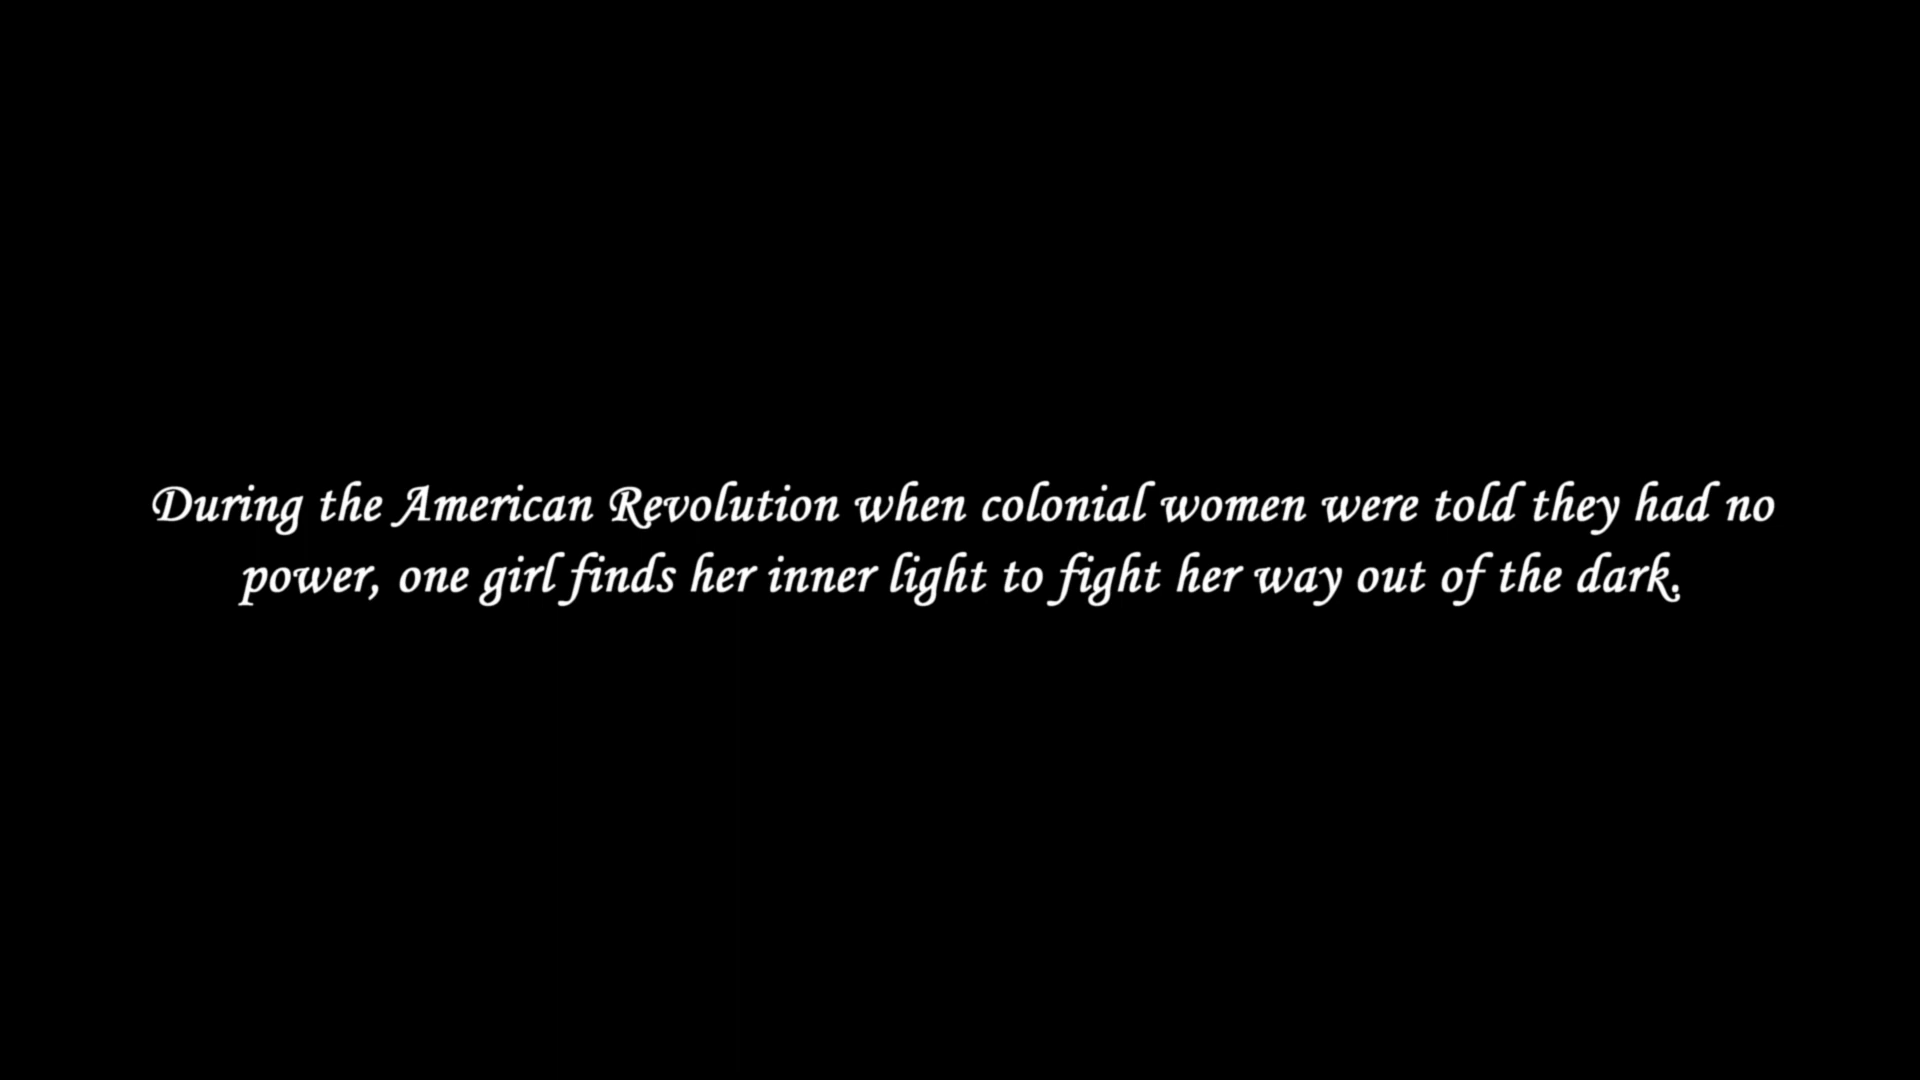 During the American Revolution when colonial women were told they had no
power, one girl finds her inner light to fight her way out of the dark.